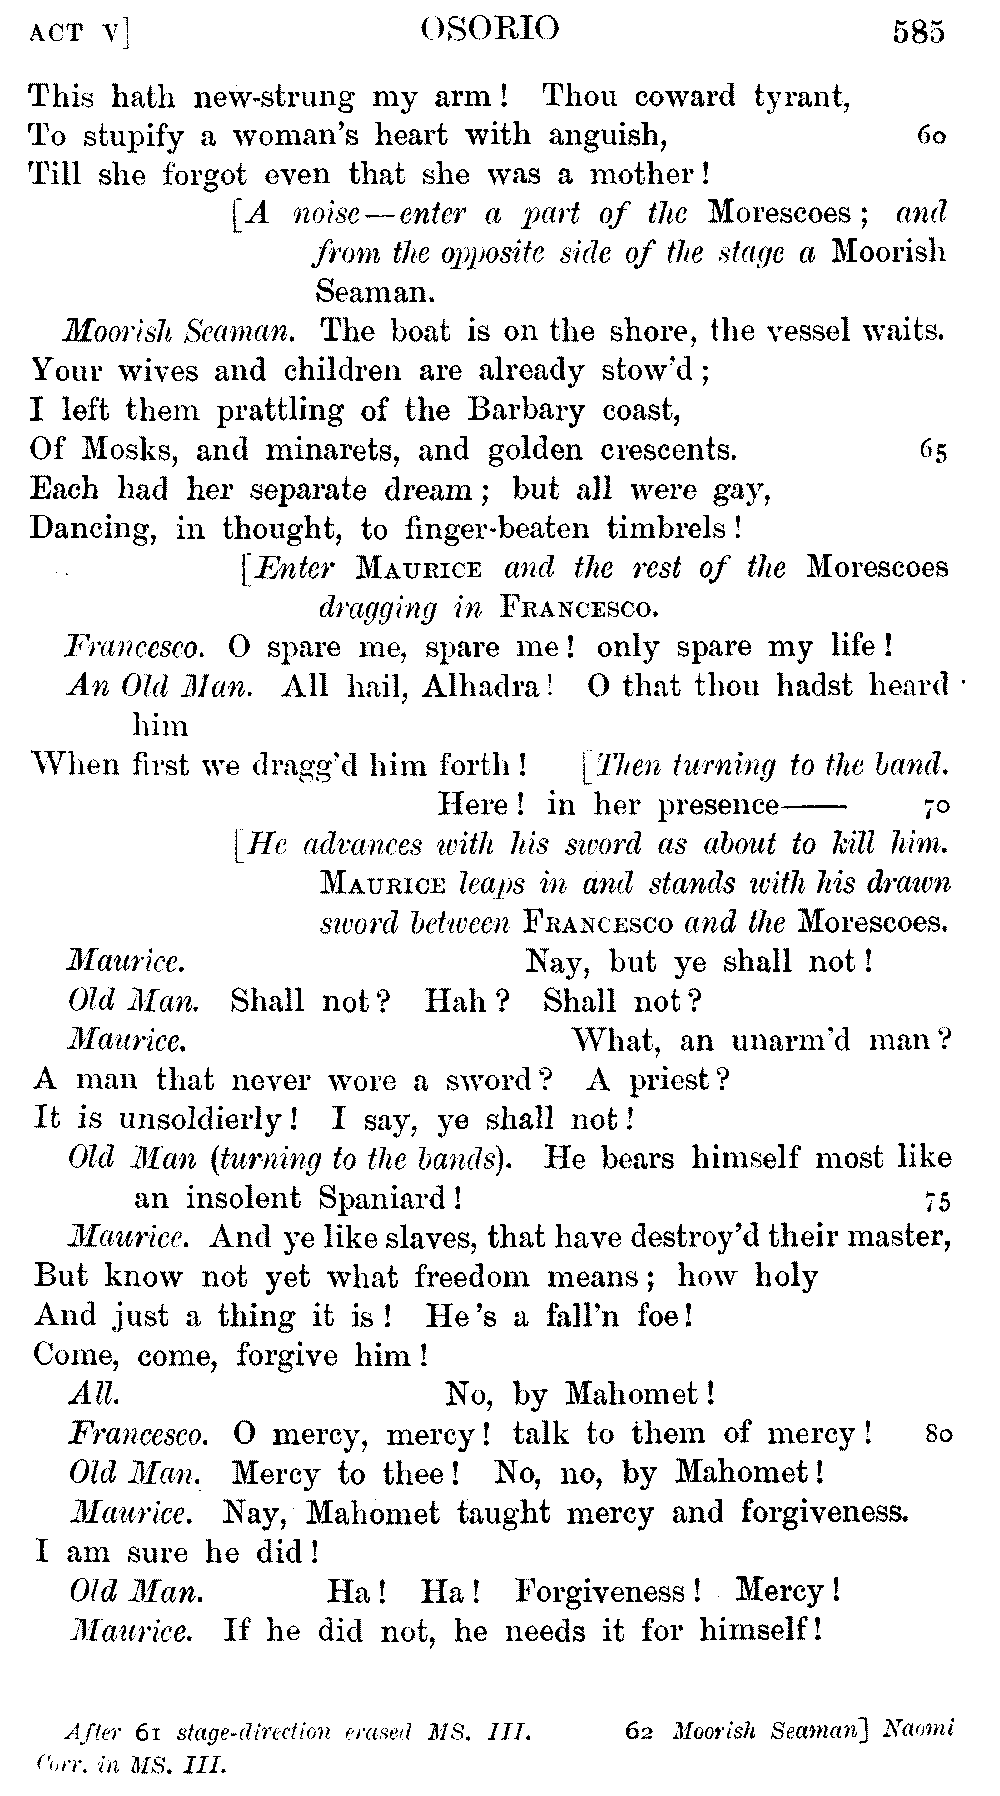 ACT V] OSORIO 585
This hath new-strung my arm! Thou coward tyrant,
To stupify a woman's heart with anguish, 60
Till she forgot even that she was a mother!
[A noise—enter a part of the Morescoes; and
from the opposite side of the stage a Moorish
Seaman.
Moorish Seaman. The boat is on the shore, the vessel waits.
Your wives and children are already stow'd;
I left them prattling of the Barbary coast,
Of Mosks, and minarets, and golden crescents. 65
Each had her separate dream; but all were gay,
Dancing, in thought, to finger-beaten timbrels!
[Enter MAURICE and the rest of the Morescoes
dragging in FRANCESCO.
Francesco. O spare me, spare me! only spare my life!
An Old Man. All hail, Alhadra! O that thou hadst heard
him
When first we dragg'd him forth! [Then turning to the band.
Here! in her presence—— 70
[He advances with his sword as about to kill him.
MAURICE leaps in and stands with his drawn
sword between FRANCESCO and the Morescoes.
Maurice. Nay, but ye shall not!
Old Man. Shall not? Hah? Shall not?
Maurice. What, an unarm'd man?
A man that never wore a sword? A priest?
It is unsoldierly! I say, ye shall not!
Old Man (turning to the bands). He bears himself most like
an insolent Spaniard! 75
Maurice. And ye like slaves, that have destroy'd their master,
But know not yet what freedom means; how holy
And just a thing it is! He's a fall'n foe!
Come, come, forgive him!
All. No, by Mahomet!
Francesco. O mercy, mercy! talk to them of mercy! 80
Old Man. Mercy to thee! No, no, by Mahomet!
Maurice. Nay, Mahomet taught mercy and forgiveness.
I am sure he did!
Old Man. Ha! Ha! Forgiveness! Mercy!
Maurice. If he did not, he needs it for himself!
After 61 stage-direction erased MS. III. 62 Moorish Seaman] Naomi
Corr. in MS. III.